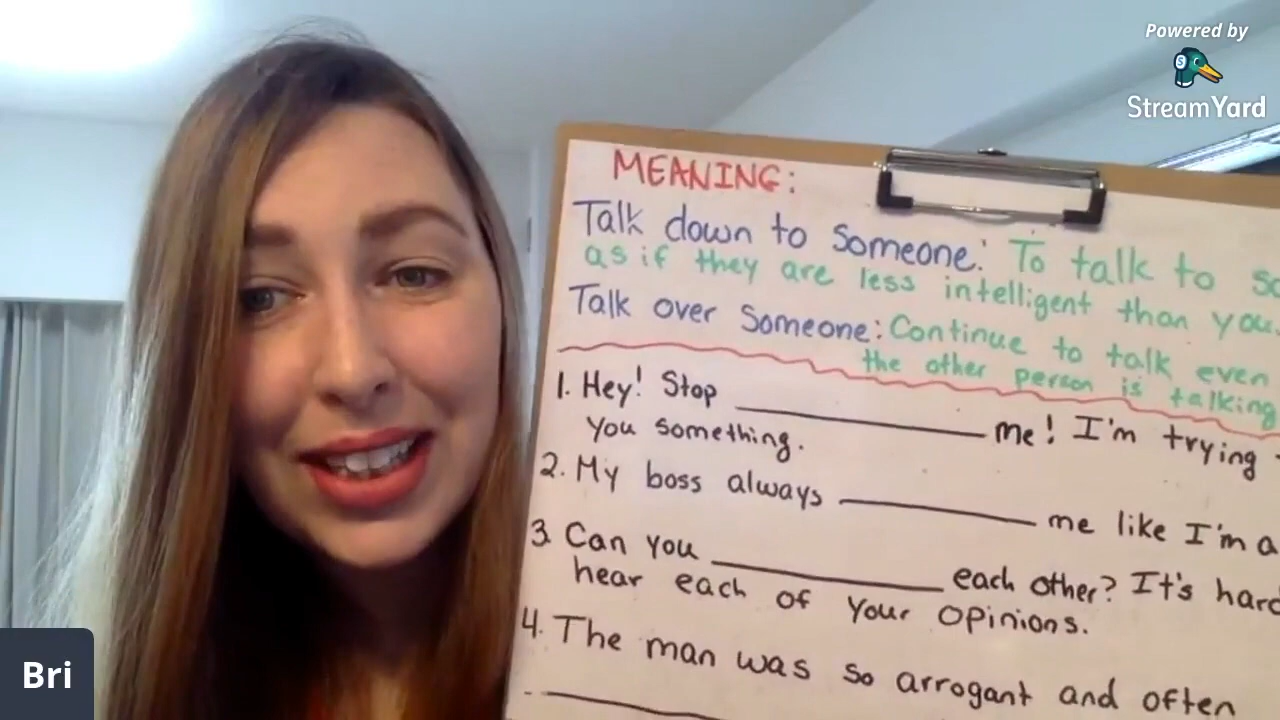 Powered by
StreamYard
MEANING:
Talk down to someone: To talk to
as if they are less intelligent than you.
Talk over Someone: Continue to talk even
the other person is talking
1. Hey! Stop ____ me! I'm trying
you something.
2. My boss always ____ me like I'm a
3. Can you ____ each other? It's hard
hear each of your opinions.
4. The man was so arrogant and often
Bri